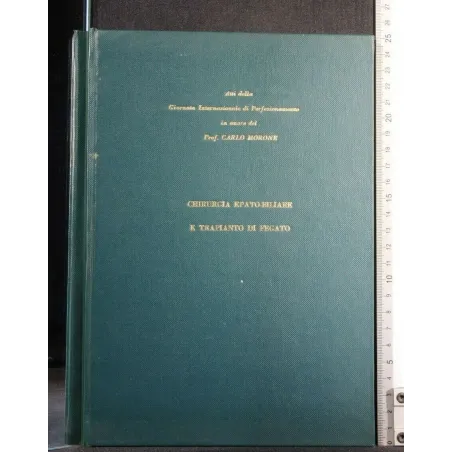 Atti della
Giornata Internazionale di Perfezionamento
in onore del
Prof. CARLO MORONE
CHIRURGIA EPATO-BILIARE
E TRAPIANTO DI FEGATO